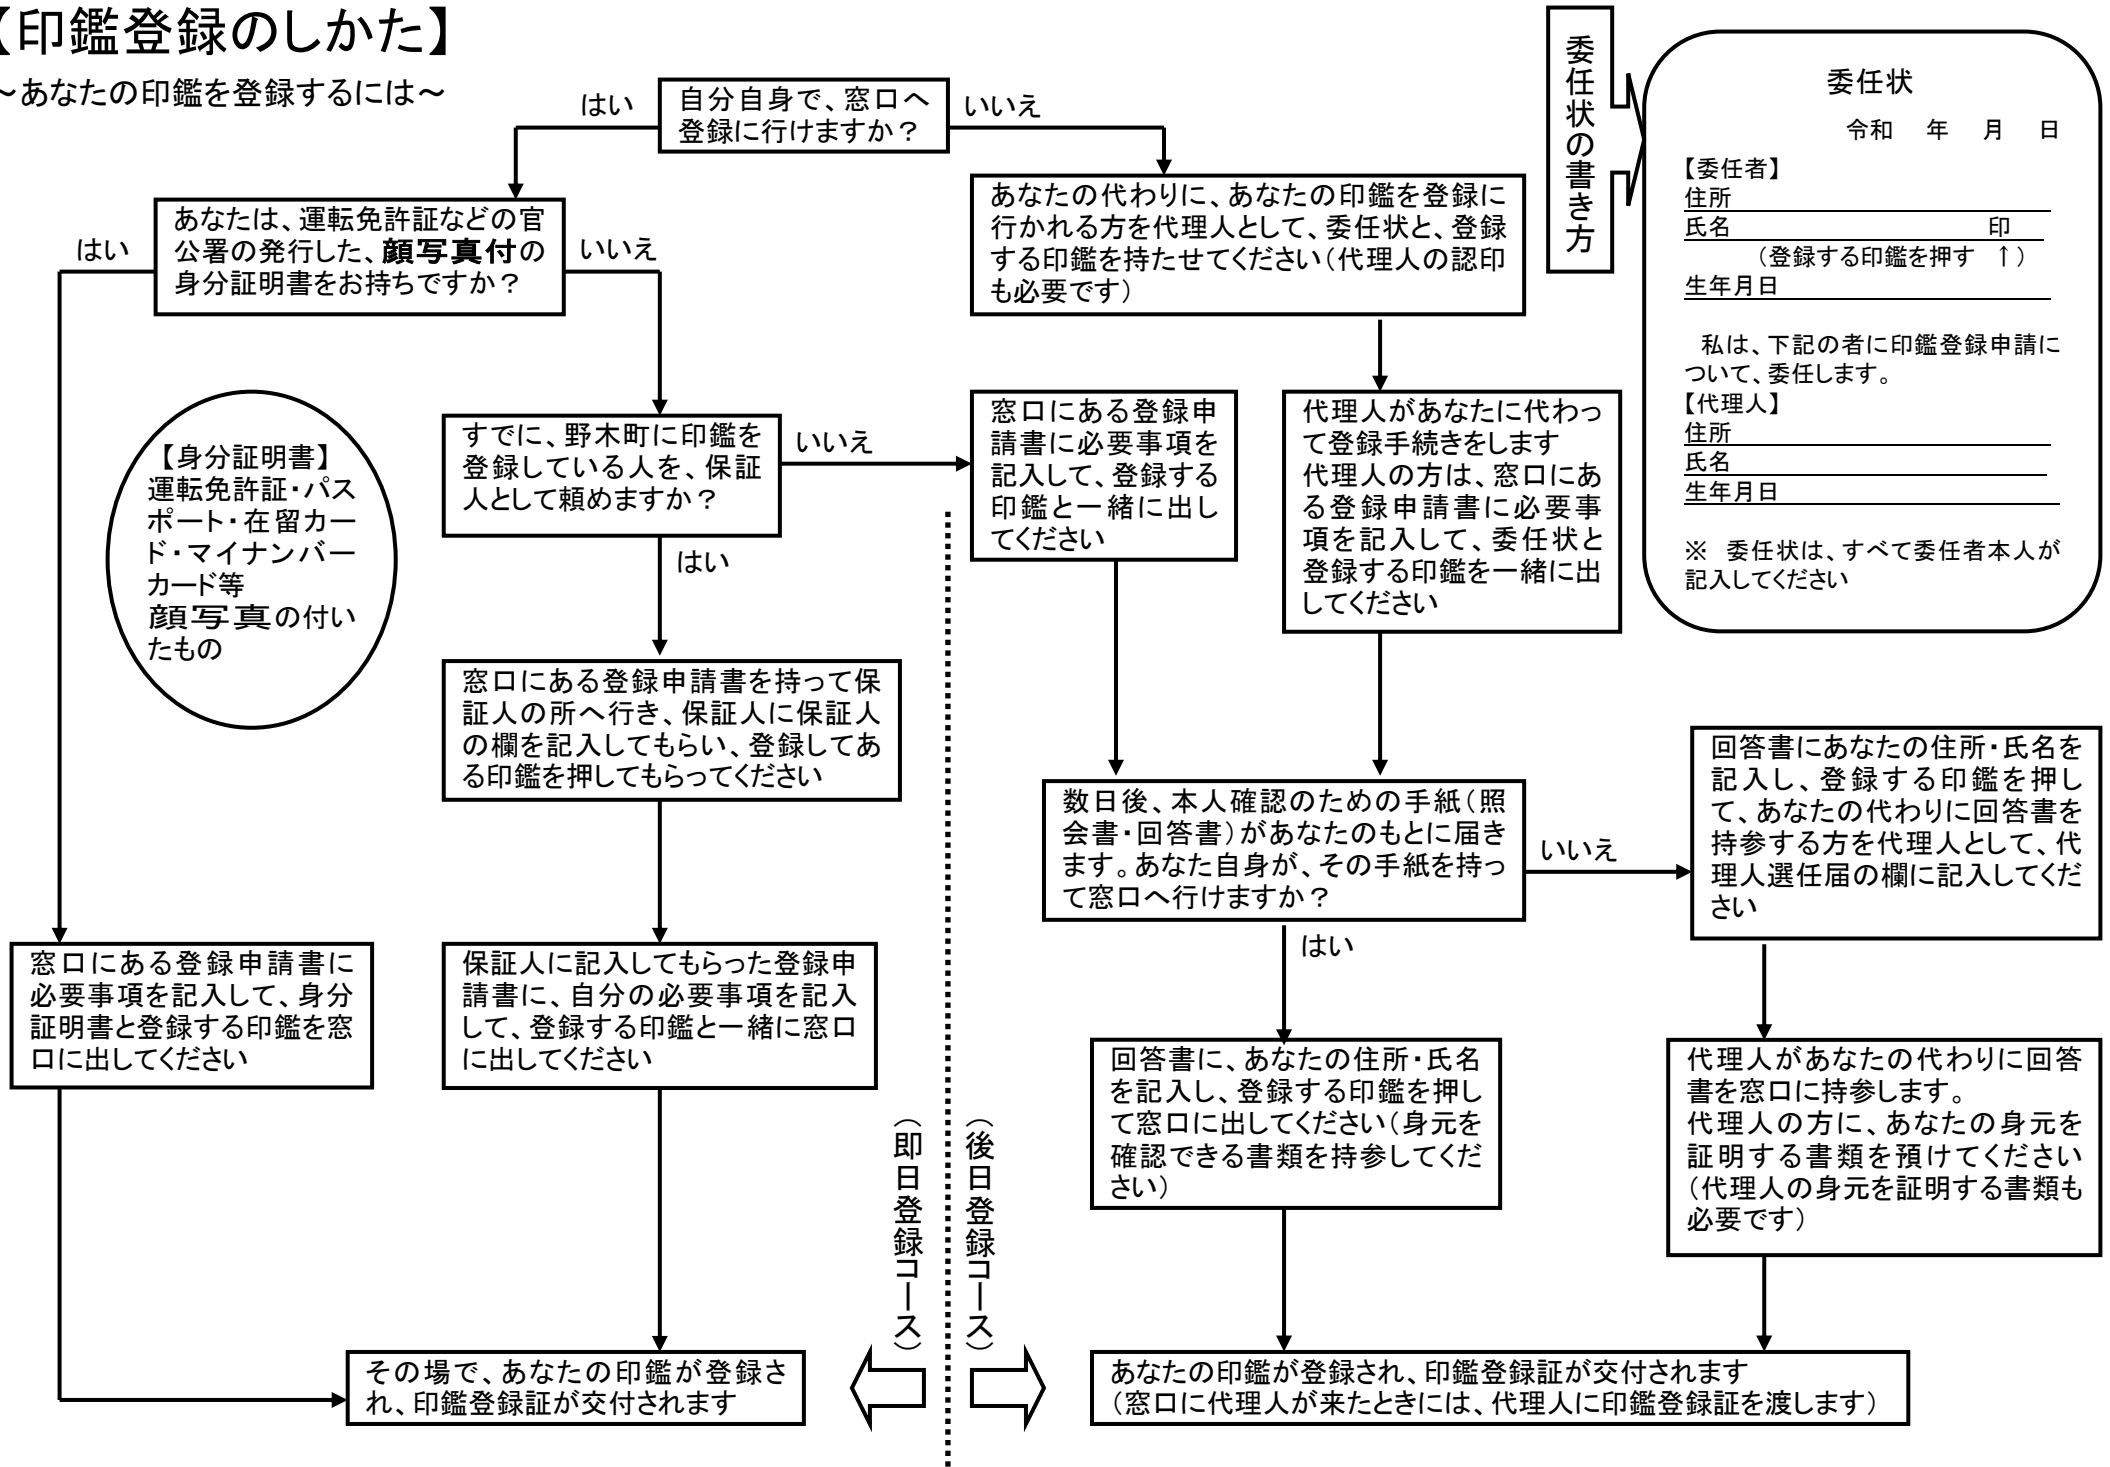 【印鑑登録のしかた】
～あなたの印鑑を登録するには～
はい
自分自身で、窓口へ
登録に行けますか？
いいえ
はい
あなたは、運転免許証などの官
公署の発行した、顔写真付の
身分証明書をお持ちですか？
いいえ
あなたの代わりに、あなたの印鑑を登録に
行かれる方を代理人として、委任状と、登録
する印鑑を持たせてください（代理人の認印
も必要です）
【身分証明書】
運転免許証・パス
ポート・在留カー
ド・マイナンバー
カード等
顔写真の付い
たもの
すでに、野木町に印鑑を
登録している人を、保証
人として頼めますか？
いいえ
はい
窓口にある登録申
請書に必要事項を
記入して、登録する
印鑑と一緒に出し
てください
代理人があなたに代わっ
て登録手続きをします
代理人の方は、窓口にあ
る登録申請書に必要事
項を記入して、委任状と
登録する印鑑を一緒に出
してください
窓口にある登録申請書を持って保
証人の所へ行き、保証人に保証人
の欄を記入してもらい、登録してあ
る印鑑を押してもらってください
数日後、本人確認のための手紙（照
会書・回答書）があなたのもとに届き
ます。あなた自身が、その手紙を持っ
て窓口へ行けますか？
いいえ
はい
回答書にあなたの住所・氏名を
記入し、登録する印鑑を押し
て、あなたの代わりに回答書を
持参する方を代理人として、代
理人選任届の欄に記入してくだ
さい
窓口にある登録申請書に
必要事項を記入して、身分
証明書と登録する印鑑を窓
口に出してください
保証人に記入してもらった登録申
請書に、自分の必要事項を記入
して、登録する印鑑と一緒に窓口
に出してください
回答書に、あなたの住所・氏名
を記入し、登録する印鑑を押し
て窓口に出してください（身元を
確認できる書類を持参してくだ
さい）
代理人があなたの代わりに回答
書を窓口に持参します。
代理人の方に、あなたの身元を
証明する書類を預けてください
（代理人の身元を証明する書類も
必要です）
（即日登録コース）
（後日登録コース）
その場で、あなたの印鑑が登録さ
れ、印鑑登録証が交付されます
あなたの印鑑が登録され、印鑑登録証が交付されます
（窓口に代理人が来たときには、代理人に印鑑登録証を渡します）
委任状の書き方
委任状
令和　年　月　日
【委任者】
住所
氏名　印
（登録する印鑑を押す　↑）
生年月日
私は、下記の者に印鑑登録申請に
ついて、委任します。
【代理人】
住所
氏名
生年月日
※　委任状は、すべて委任者本人が
記入してください